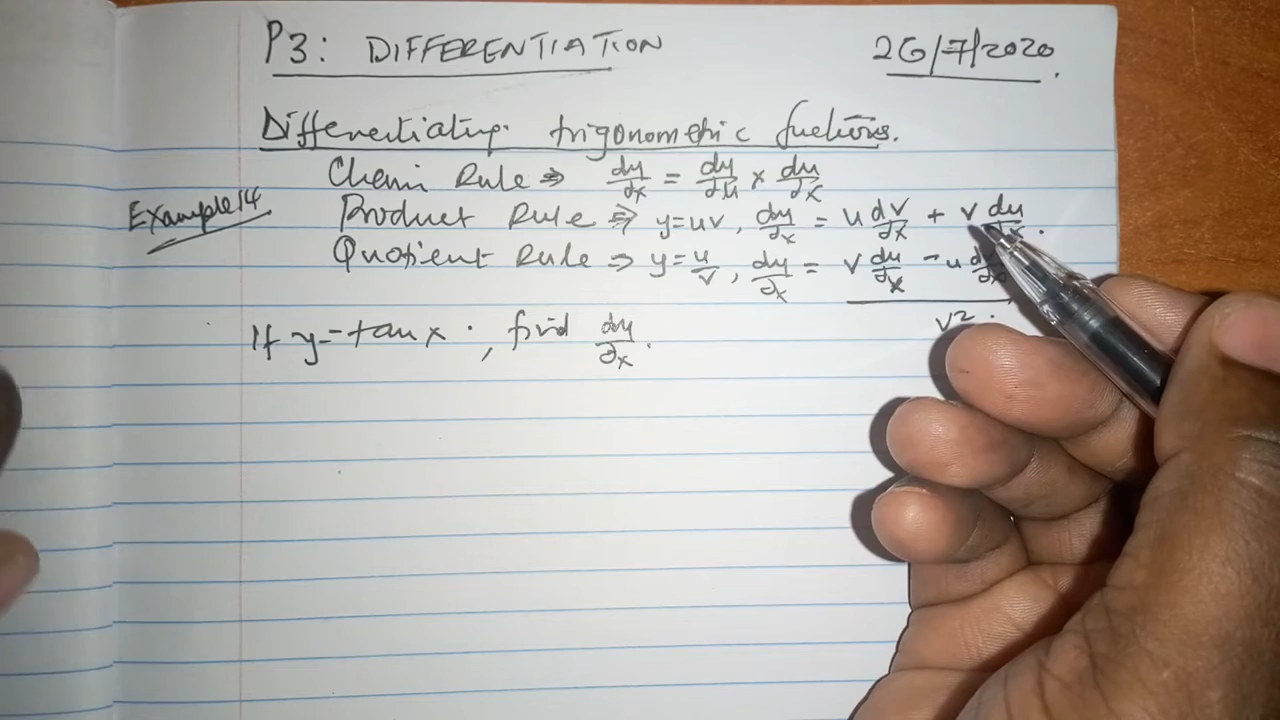 P3: DIFFERENTIATION 26/7/2020.
Differentiating trigonometric functions.
Chain Rule ⇒ dy/dx = dy/du × du/dx
Example 14
Product Rule ⇒ y=uv, dy/dx = u dv/dx + v du/dx.
Quotient Rule ⇒ y=u/v, dy/dx = v du/dx - u d / v²
If y=tan x, find dy/dx.